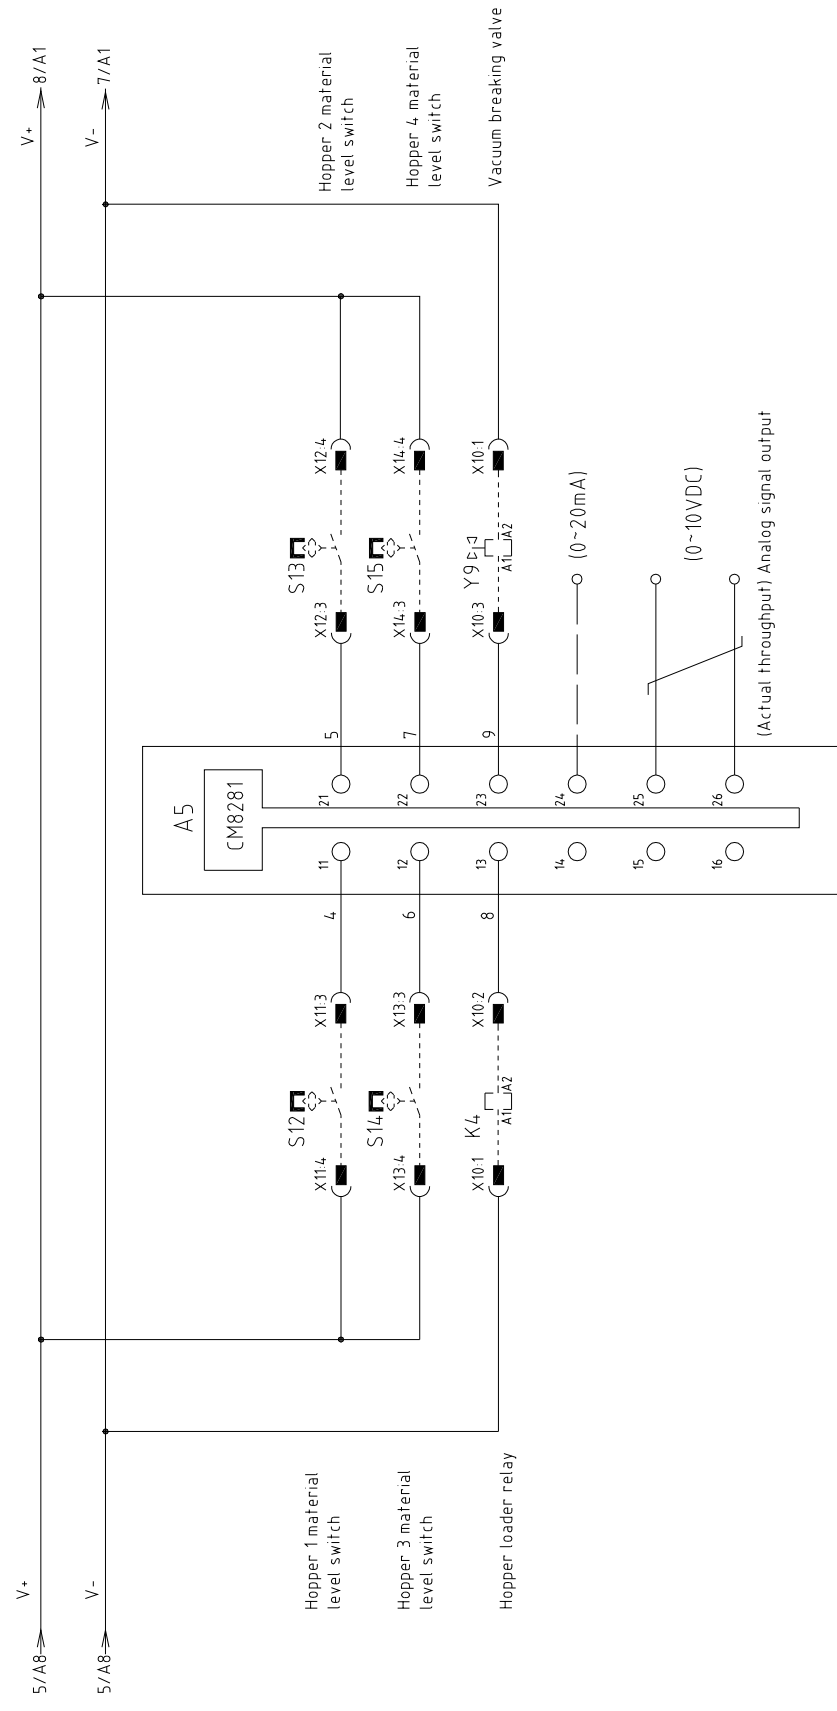 5/A8
V+
V+
8/A1
5/A8
V-
V-
7/A1
Hopper 1 material
level switch
Hopper 3 material
level switch
Hopper loader relay
Hopper 2 material
level switch
Hopper 4 material
level switch
Vacuum breaking valve
A5
CM8281
S12
X11:4
X11:3
4
11
21
5
X12:3
S13
X12:4
S14
X13:4
X13:3
6
12
22
7
X14:3
S15
X14:4
K4
X10:1
A1
A2
X10:2
8
13
23
9
X10:3
Y9
A1
A2
X10:1
14
24
(0~20mA)
15
25
(0~10VDC)
16
26
(Actual throughput) Analog signal output